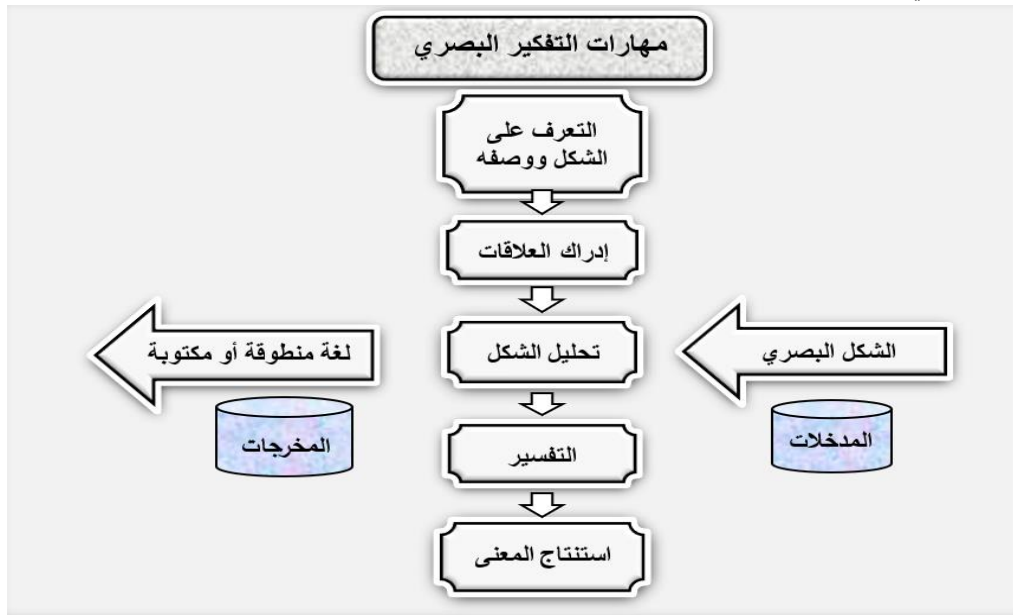 مهارات التفكير البصري
التعرف على
الشكل ووصفه
إدراك العلاقات
الشكل البصري
تحليل الشكل
لغة منطوقة أو مكتوبة
المدخلات
التفسير
المخرجات
استنتاج المعنى